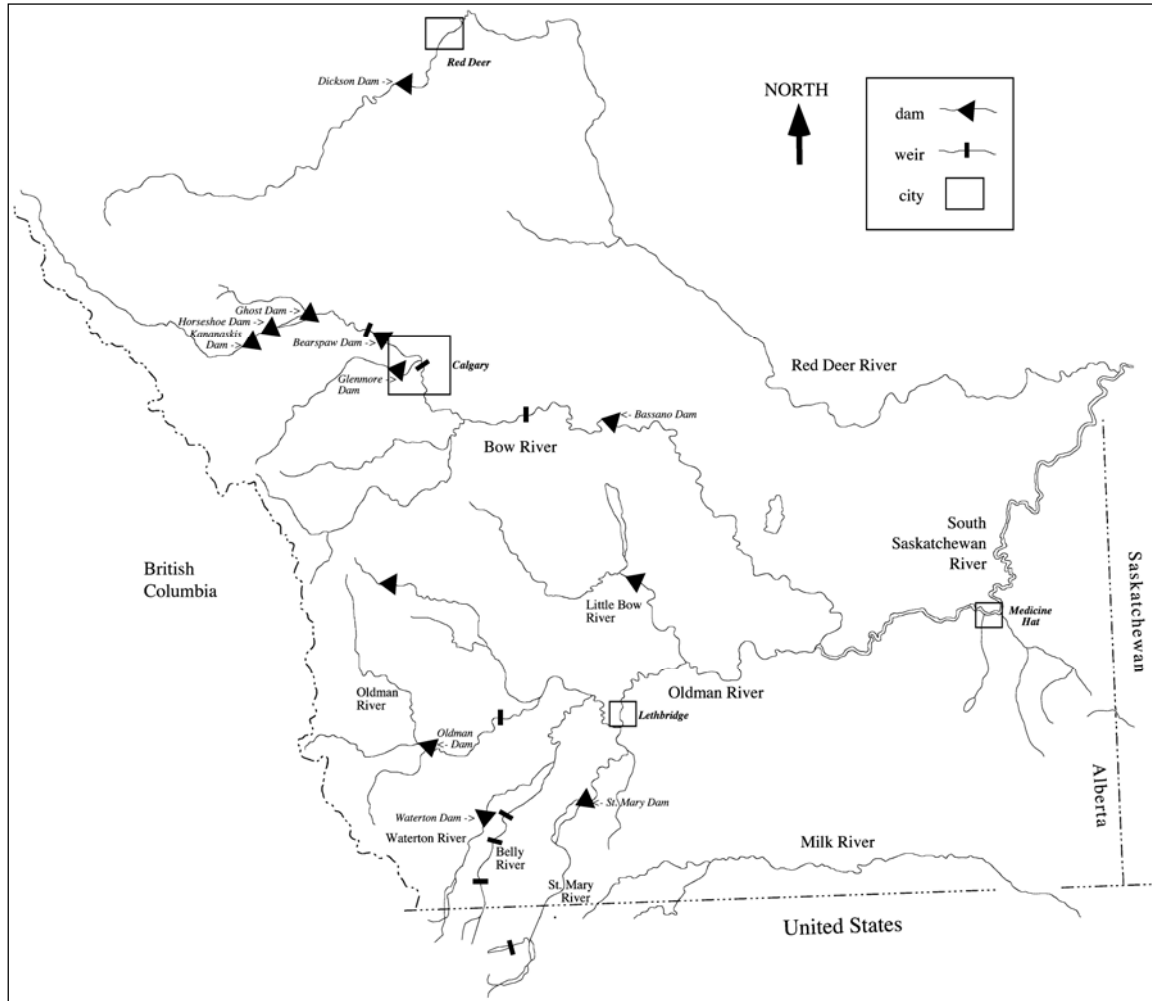 Red Deer
Dickson Dam ->
NORTH
dam
weir
city
Ghost Dam ->
Horseshoe Dam ->
Kananaskis
Dam ->
Bearspaw Dam ->
Calgary
Glenmore ->
Dam
Red Deer River
<- Bassano Dam
Bow River
South
Saskatchewan
River
British
Columbia
Saskatchewan
Little Bow
River
Medicine
Hat
Oldman
River
Oldman River
Lethbridge
Oldman
<- Dam
Alberta
<- St. Mary Dam
Waterton Dam ->
Waterton River
Belly
River
Milk River
St. Mary
River
United States